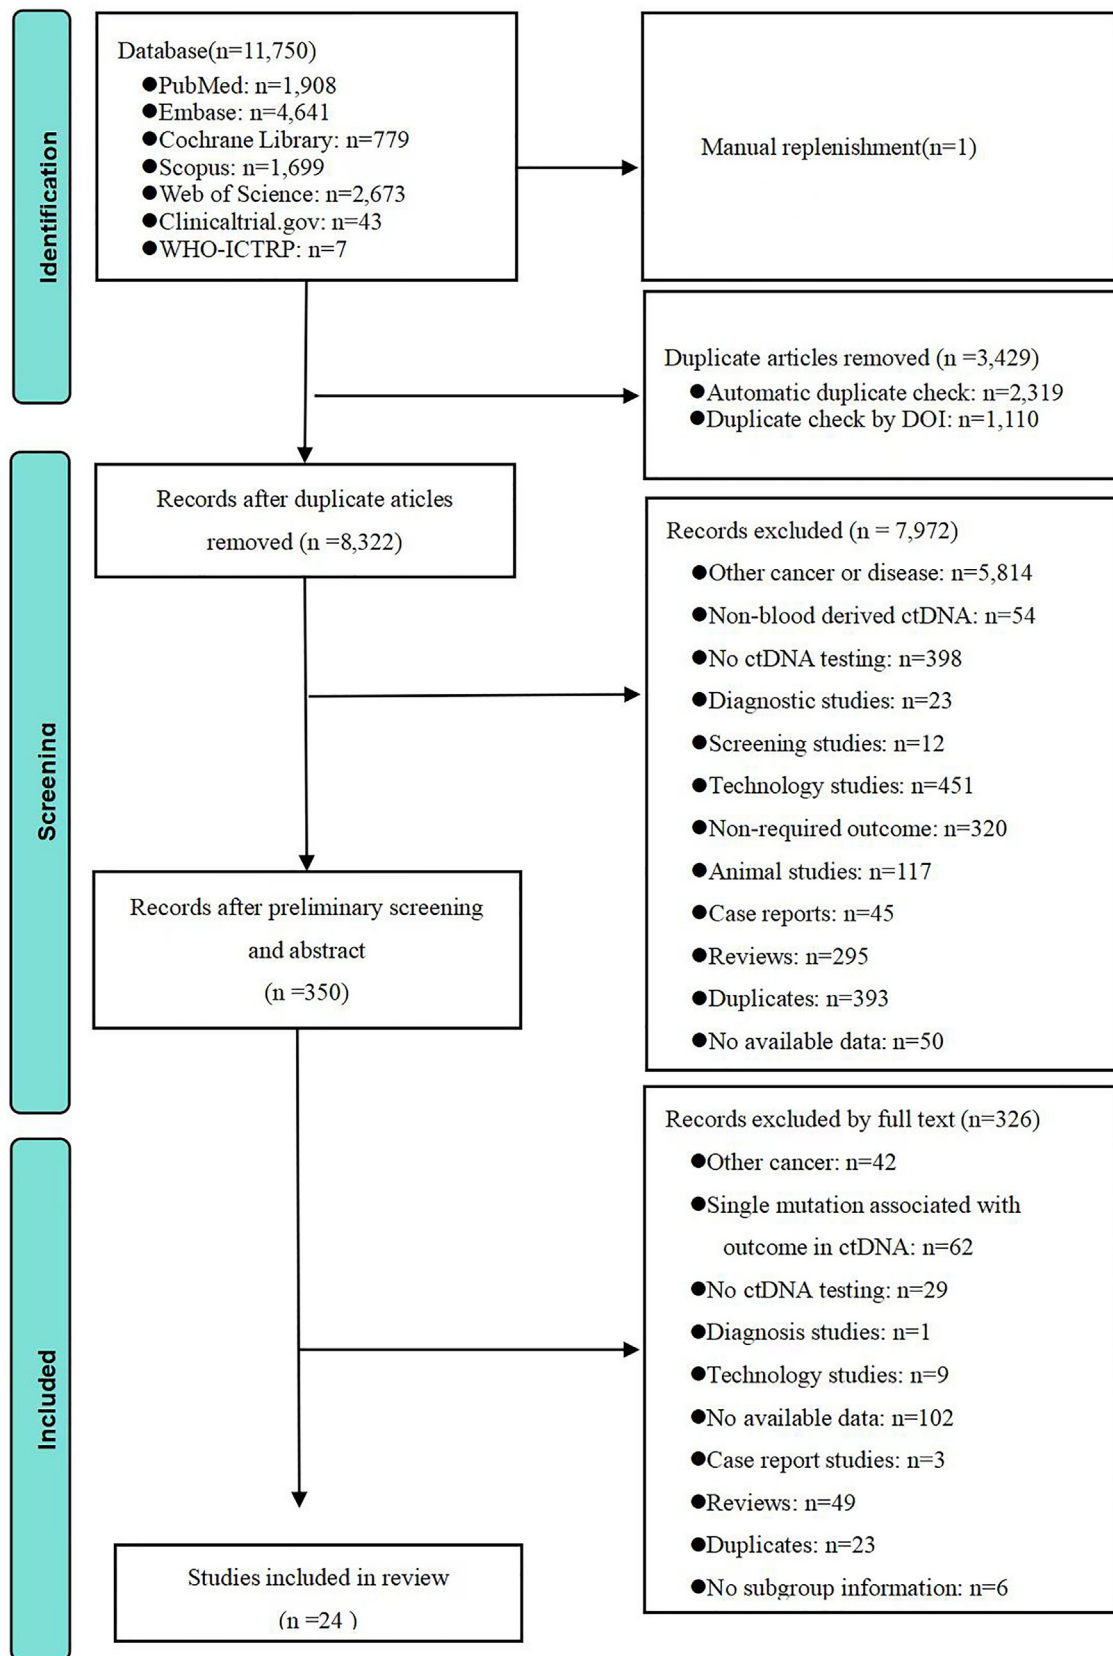 Identification
Database(n=11,750)
●PubMed: n=1,908
●Embase: n=4,641
●Cochrane Library: n=779
●Scopus: n=1,699
●Web of Science: n=2,673
●Clinicaltrial.gov: n=43
●WHO-ICTRP: n=7
Manual replenishment(n=1)
Duplicate articles removed (n =3,429)
●Automatic duplicate check: n=2,319
●Duplicate check by DOI: n=1,110
Screening
Records after duplicate aticles
removed (n =8,322)
Records excluded (n = 7,972)
●Other cancer or disease: n=5,814
●Non-blood derived ctDNA: n=54
●No ctDNA testing: n=398
●Diagnostic studies: n=23
●Screening studies: n=12
●Technology studies: n=451
●Non-required outcome: n=320
●Animal studies: n=117
●Case reports: n=45
●Reviews: n=295
●Duplicates: n=393
●No available data: n=50
Records after preliminary screening
and abstract
(n =350)
Records excluded by full text (n=326)
●Other cancer: n=42
●Single mutation associated with
outcome in ctDNA: n=62
●No ctDNA testing: n=29
●Diagnosis studies: n=1
●Technology studies: n=9
●No available data: n=102
●Case report studies: n=3
●Reviews: n=49
●Duplicates: n=23
●No subgroup information: n=6
Included
Studies included in review
(n =24 )